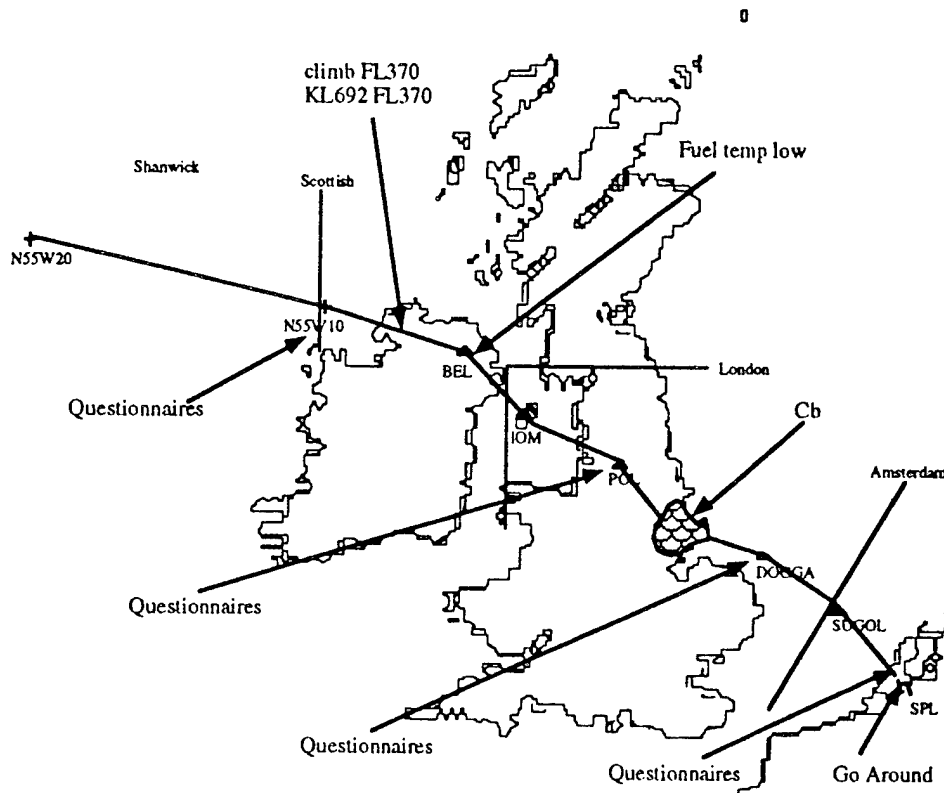 climb FL370
KL692 FL370
Fuel temp low
Shanwick
Scottish
N55W20
N55W10
BEL
London
Questionnaires
IOM
Cb
POL
Amsterdam
DOGGA
Questionnaires
SUGOL
SPL
Questionnaires
Questionnaires
Go Around